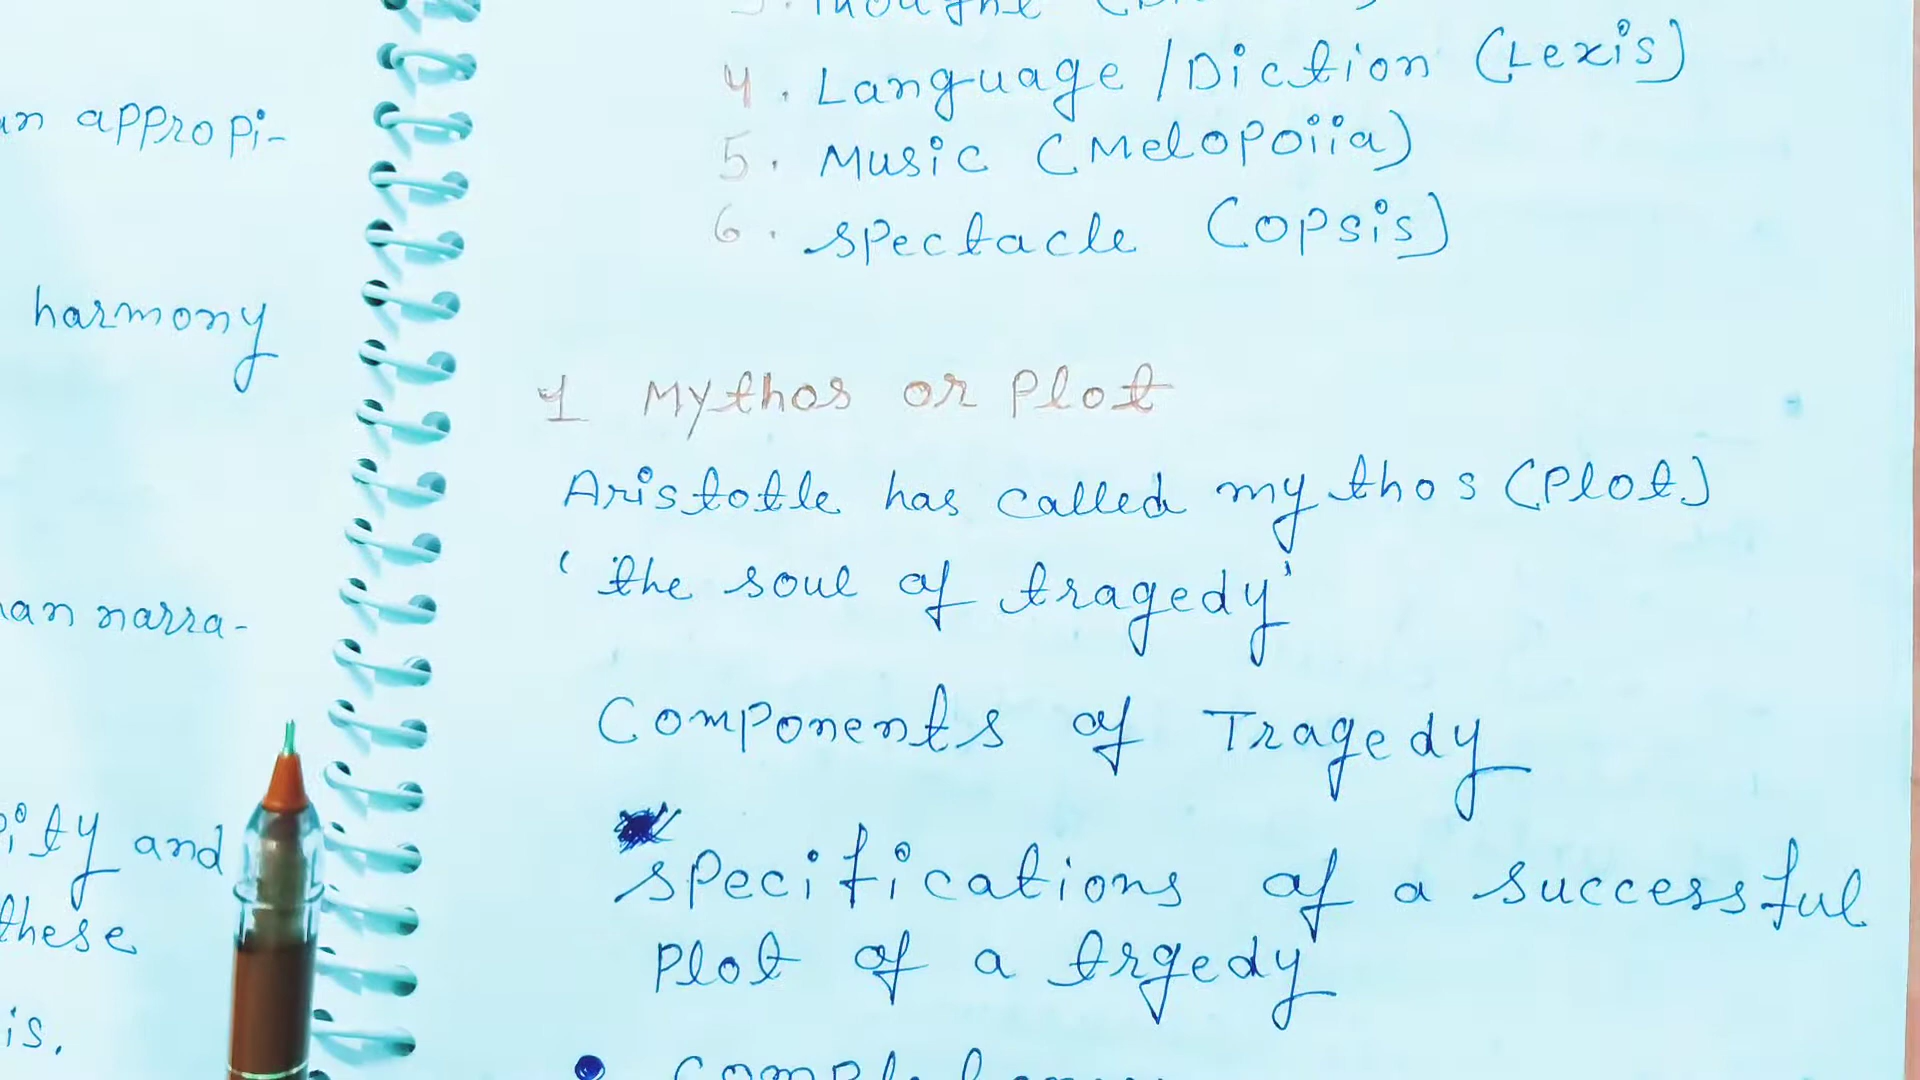 appropi-
harmony
narra-
and
these
is.
3. Thought
4. Language / Diction (Lexis)
5. Music (Melopoiia)
6. spectacle (opsis)
1 Mythos or Plot
Aristotle has called mythos (Plot)
'the soul of tragedy'
Components of Tragedy
specifications of a successful
Plot of a trgedy